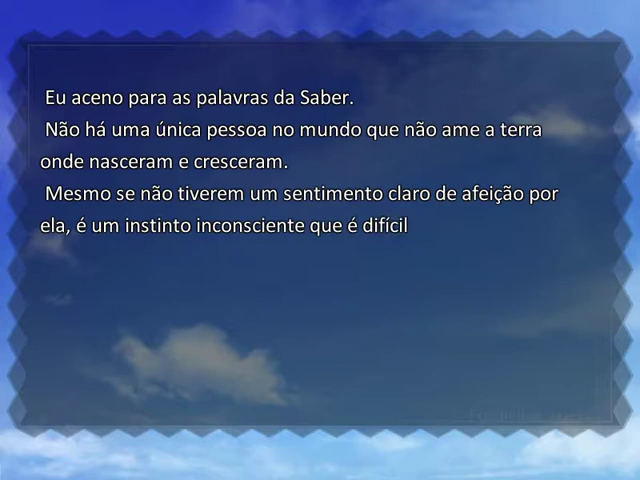 Eu aceno para as palavras da Saber.
Não há uma única pessoa no mundo que não ame a terra
onde nasceram e cresceram.
Mesmo se não tiverem um sentimento claro de afeição por
ela, é um instinto inconsciente que é difícil